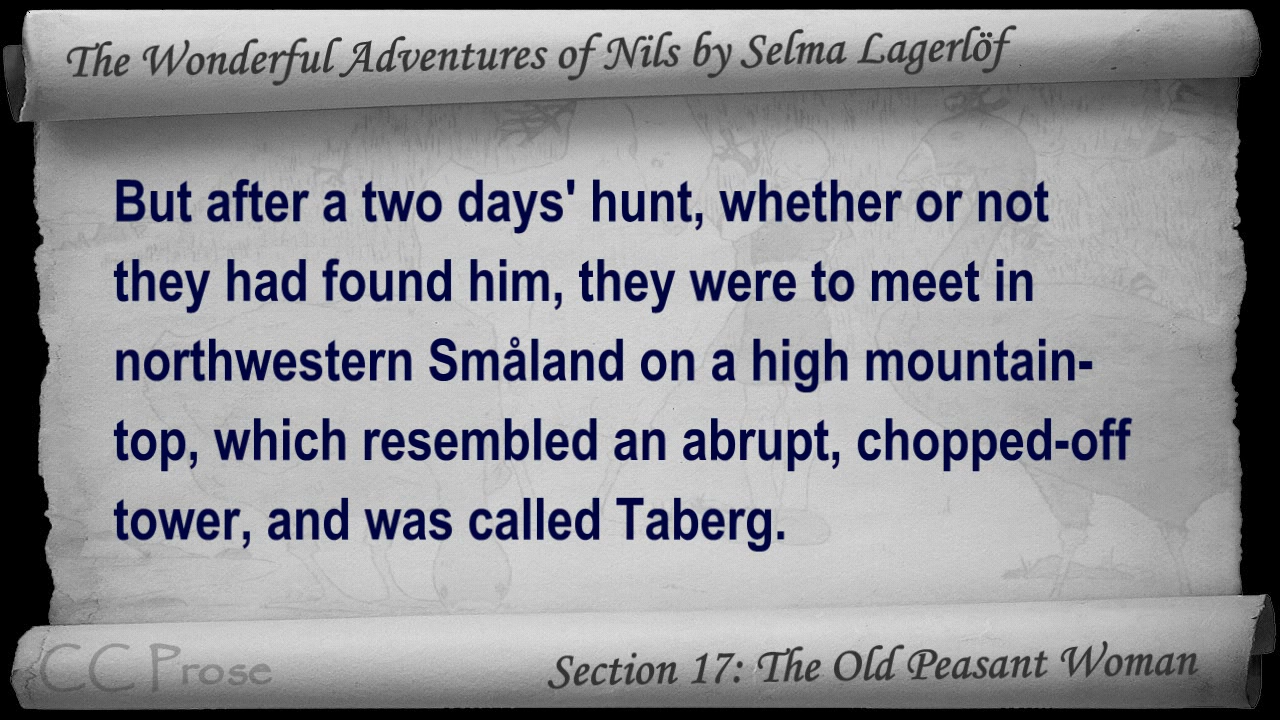 The Wonderful Adventures of Nils by Selma Lagerlöf
But after a two days' hunt, whether or not
they had found him, they were to meet in
northwestern Småland on a high mountain-
top, which resembled an abrupt, chopped-off
tower, and was called Taberg.
CC Prose
Section 17: The Old Peasant Woman